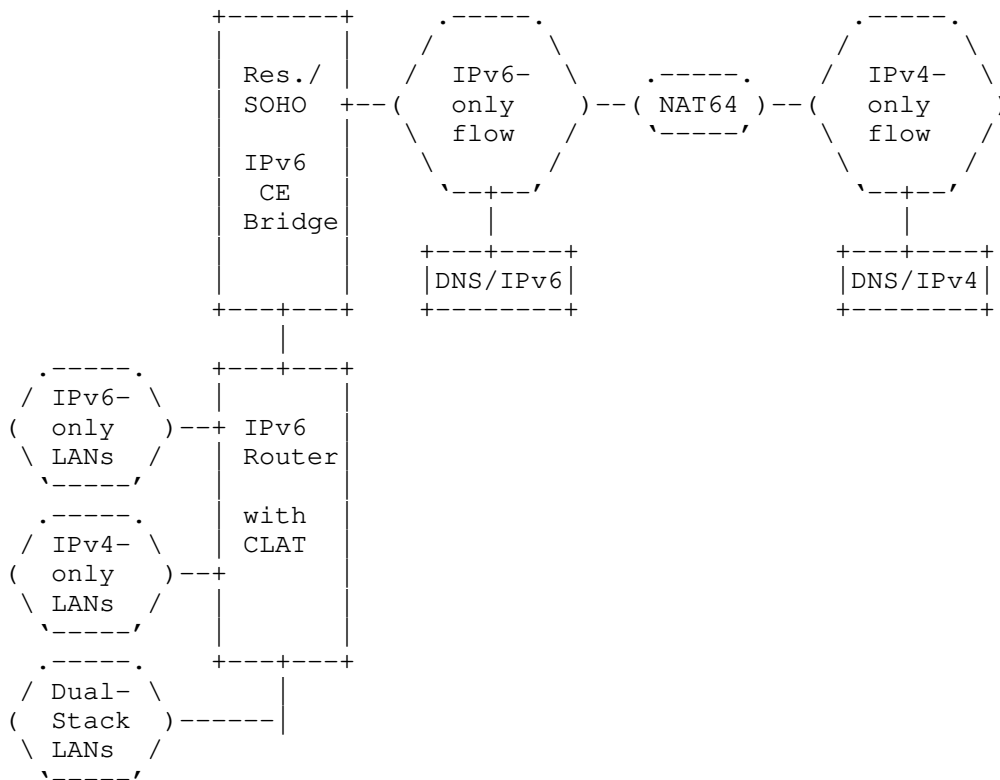 Res./
SOHO
IPv6
CE
Bridge
IPv6-
only
flow
NAT64
IPv4-
only
flow
DNS/IPv6
DNS/IPv4
IPv6-
only
LANs
IPv6
Router
with
CLAT
IPv4-
only
LANs
Dual-
Stack
LANs